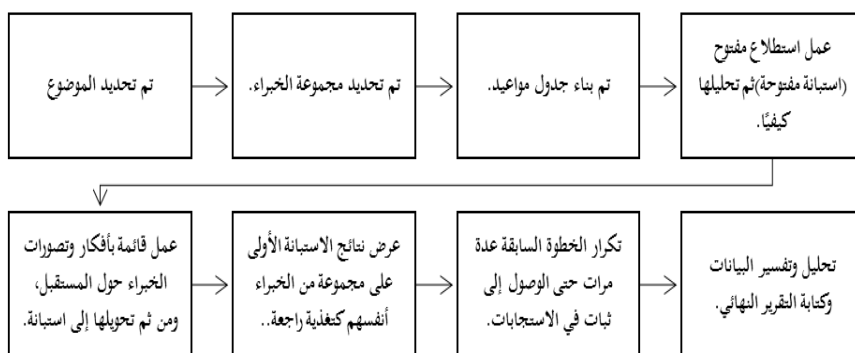 تم تحديد الموضوع
تم تحديد مجموعة الخبراء.
تم بناء جدول مواعيد.
عمل استطلاع مفتوح
(استبانة مفتوحة)ثم تحليلها
كيفيًا.
عمل قائمة بأفكار وتصورات
الخبراء حول المستقبل،
ومن ثم تحويلها إلى استبانة.
عرض نتائج الاستبانة الأولى
على مجموعة من الخبراء
أنفسهم كتغذية راجعة..
تكرار الخطوة السابقة عدة
مرات حتى الوصول إلى
ثبات في الاستجابات.
تحليل وتفسير البيانات
وكتابة التقرير النهائي.